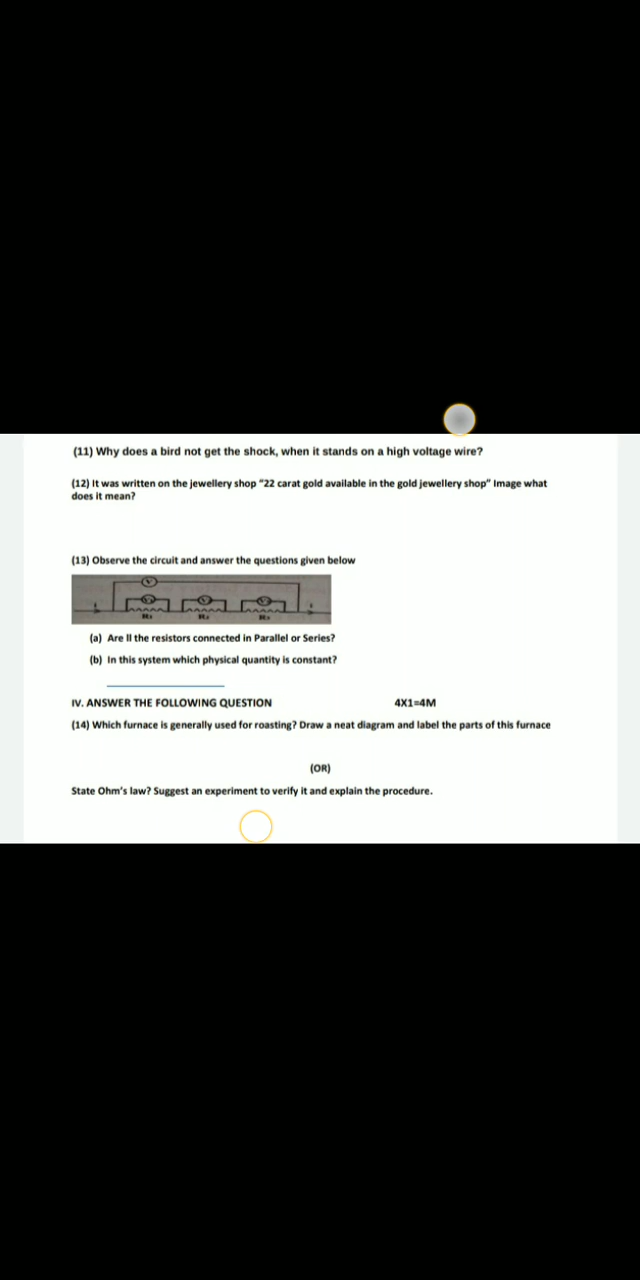 (11) Why does a bird not get the shock, when it stands on a high voltage wire?
(12) It was written on the jewellery shop "22 carat gold available in the gold jewellery shop" Image what
does it mean?
(13) Observe the circuit and answer the questions given below
V
(a) Are ll the resistors connected in Parallel or Series?
(b) In this system which physical quantity is constant?
IV. ANSWER THE FOLLOWING QUESTION 4X1=4M
(14) Which furnace is generally used for roasting? Draw a neat diagram and label the parts of this furnace
(OR)
State Ohm's law? Suggest an experiment to verify it and explain the procedure.